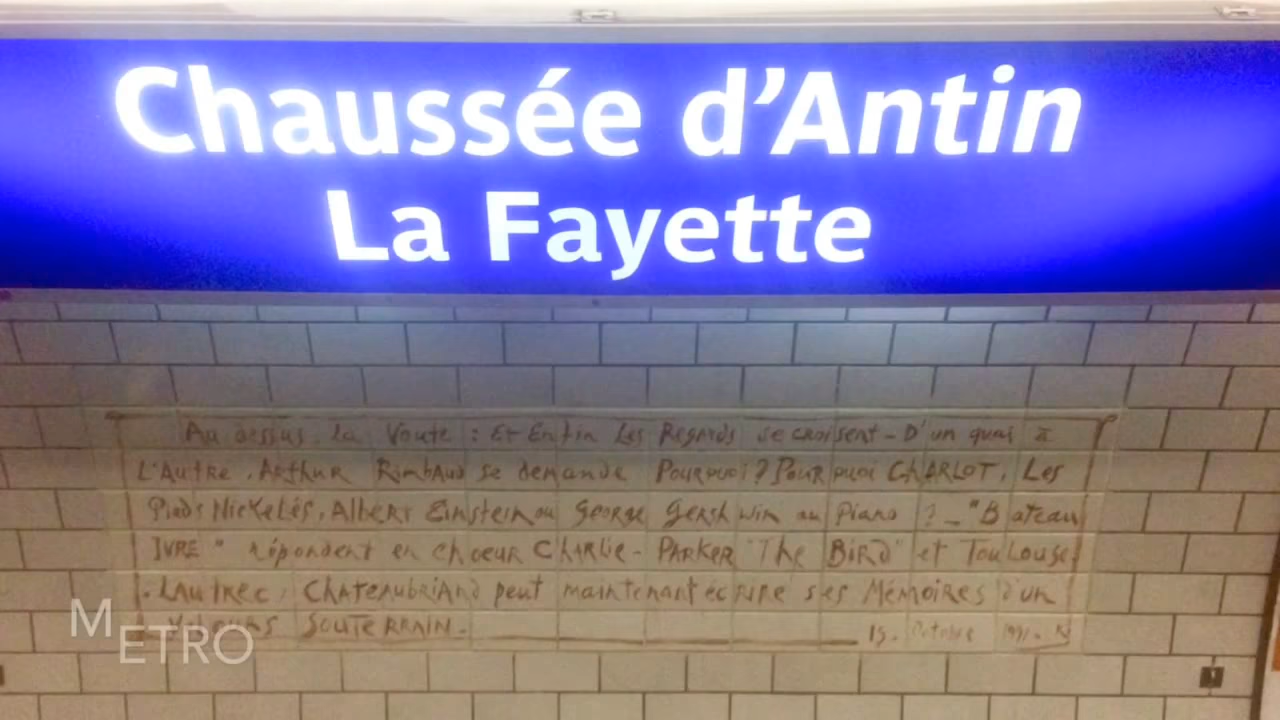 Chaussée d'Antin
La Fayette
Au dessus la Voute : Et Enfin Les Regards se croisent - D'un quai à
L'Autre. Arthur Rimbaud se demande Pourquoi ? Pourquoi CHARLOT, Les
Pieds Nickelés, Albert Einstein ou George Gershwin au piano ? - "Bateau
IVRE" répondent en choeur CHARLIE - PARKER "The BIRD" et Toulouse
Lautrec, Chateaubriand peut maintenant écrire ses Mémoires d'un
SOUTERRAIN.
15. Octobre 1991.
METRO